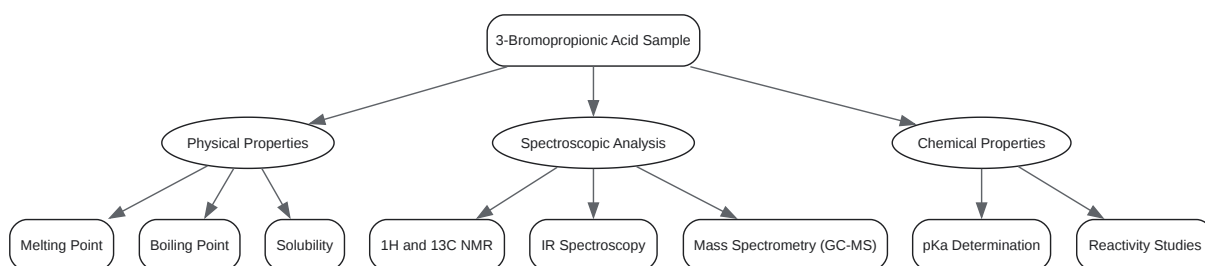 3-Bromopropionic Acid Sample
Physical Properties
Spectroscopic Analysis
Chemical Properties
Melting Point
Boiling Point
Solubility
1H and 13C NMR
IR Spectroscopy
Mass Spectrometry (GC-MS)
pKa Determination
Reactivity Studies